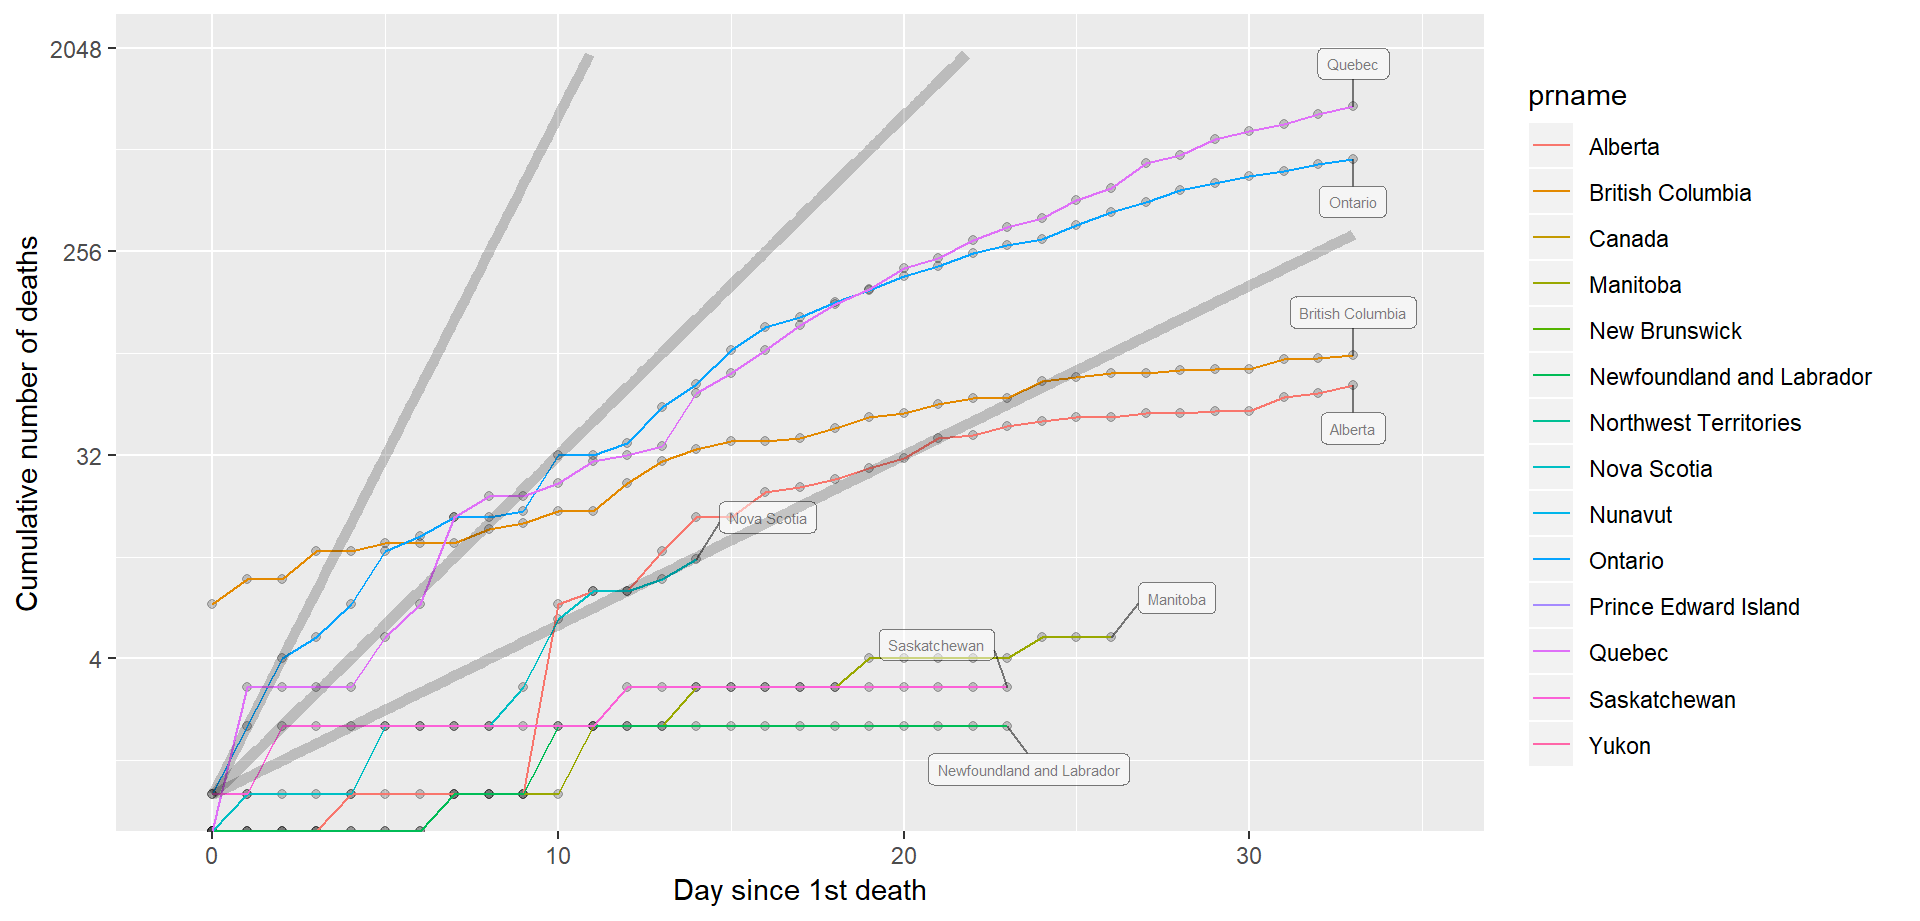 2048
256
32
4
Cumulative number of deaths
0
10
20
30
Day since 1st death
Quebec
Ontario
British Columbia
Alberta
Nova Scotia
Manitoba
Saskatchewan
Newfoundland and Labrador
prname
Alberta
British Columbia
Canada
Manitoba
New Brunswick
Newfoundland and Labrador
Northwest Territories
Nova Scotia
Nunavut
Ontario
Prince Edward Island
Quebec
Saskatchewan
Yukon